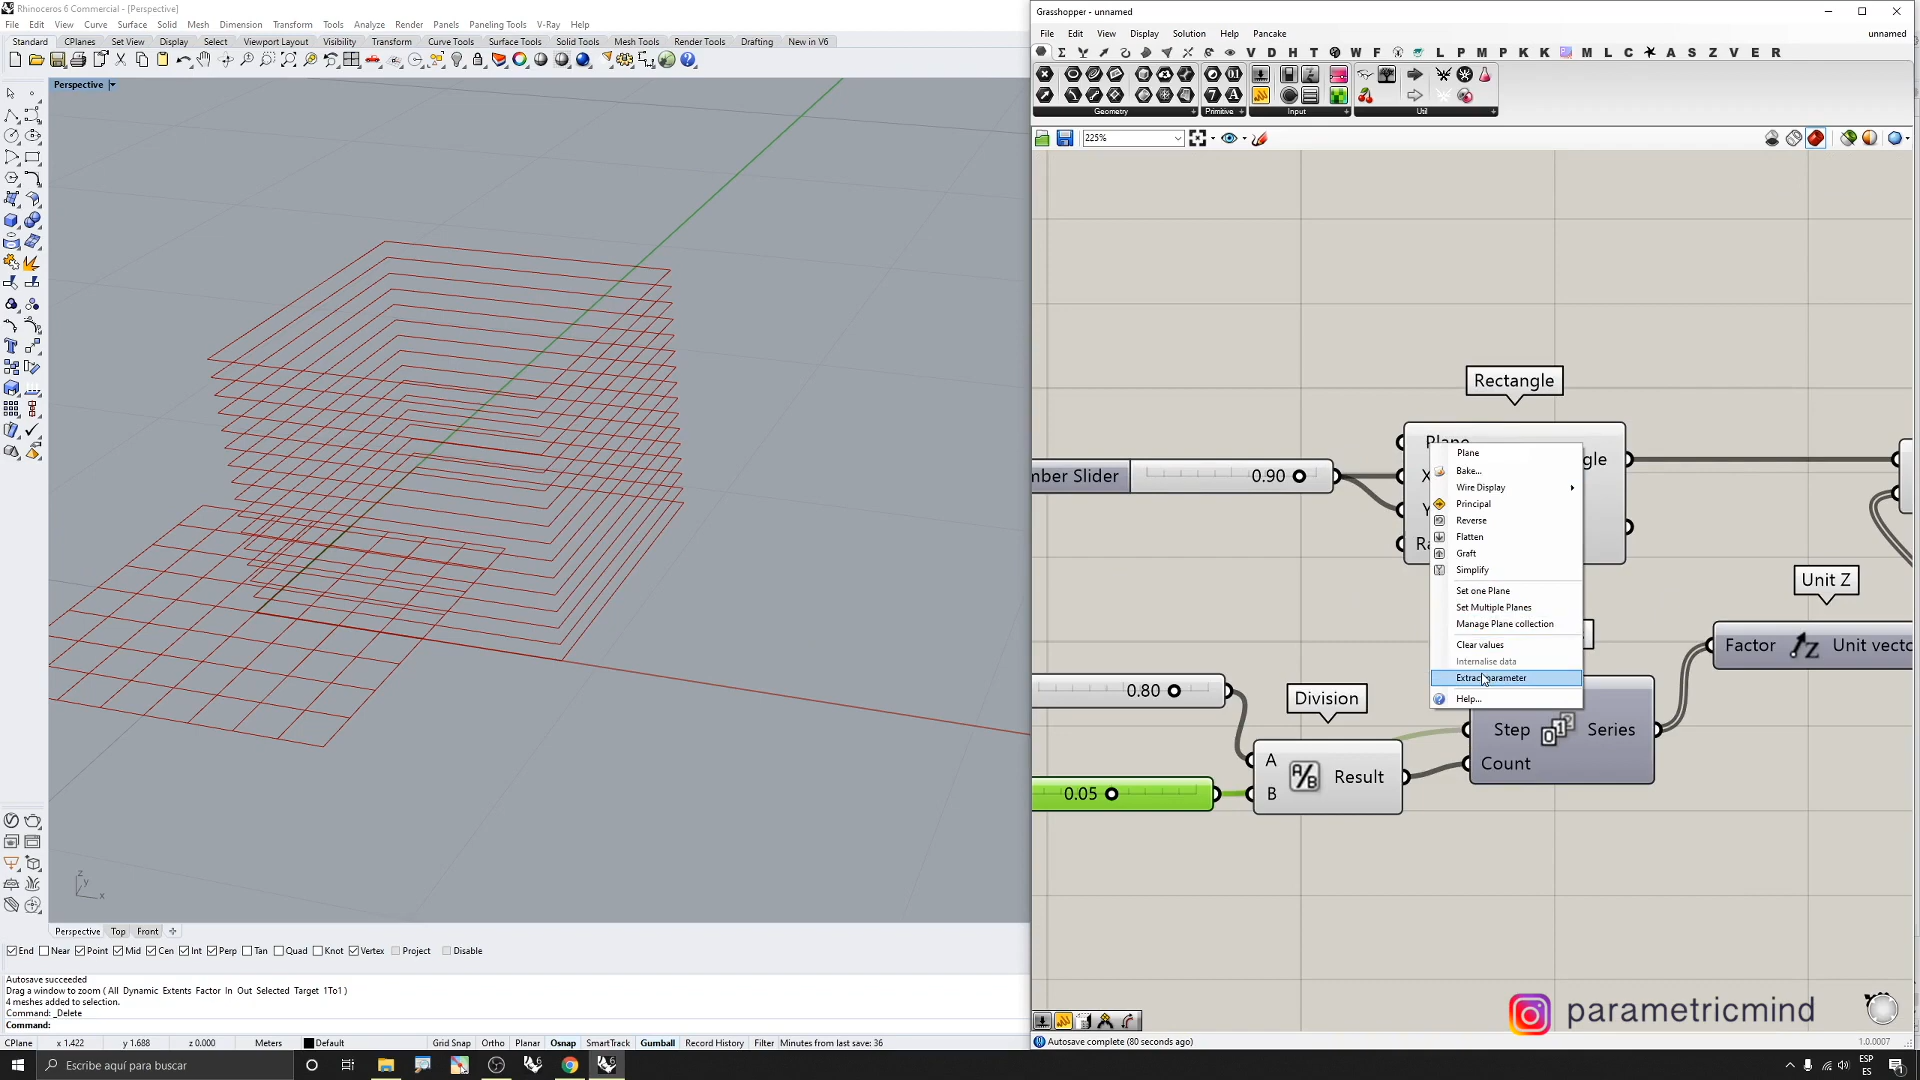 Rhinoceros 6 Commercial - [Perspective]
File Edit View Curve Surface Solid Mesh Dimension Transform Tools Analyze Render Panels Paneling Tools V-Ray Help
Standard CPlanes Set View Display Select Viewport Layout Visibility Transform Curve Tools Surface Tools Solid Tools Mesh Tools Render Tools Drafting New in V6
Perspective
z
y
x
Perspective Top Front
End Near Point Mid Cen Int Perp Tan Quad Knot Vertex Project Disable
Autosave succeeded
Drag a window to zoom ( All Dynamic Extents Factor In Out Selected Target 1To1 )
4 meshes added to selection.
Command: _Delete
Command:
CPlane x 1.422 y 1.688 z 0.000 Meters Default Grid Snap Ortho Planar Osnap SmartTrack Gumball Record History Filter Minutes from last save: 36
Grasshopper - unnamed
File Edit View Display Solution Help Pancake unnamed
V D H T W F L P M P K K M L C A S Z V E R
Geometry Primitive Input Util
225%
Rectangle
Plane
mber Slider 0.90
X
Y
Ra
gle
Plane
Bake...
Wire Display
Principal
Reverse
Flatten
Graft
Simplify
Set one Plane
Set Multiple Planes
Manage Plane collection
Clear values
Internalise data
Extract parameter
Help...
Unit Z
Factor Unit vecto
0.80
Division
Step Series
Count
A
B
A/B
Result
0.05
parametricmind
Autosave complete (80 seconds ago)
1.0.0007
Escribe aquí para buscar
ESP
ES